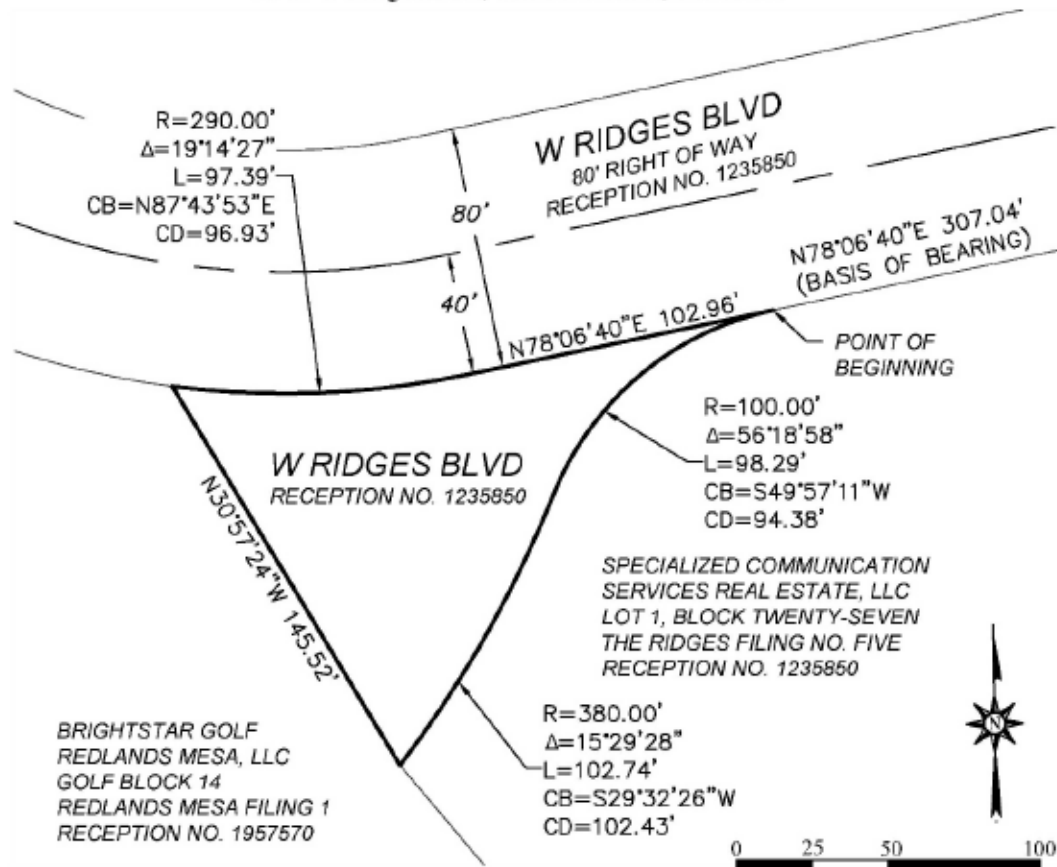 R=290.00'
Δ=19°14'27"
L=97.39'
CB=N87°43'53"E
CD=96.93'
W RIDGES BLVD
80' RIGHT OF WAY
RECEPTION NO. 1235850
80'
40'
N78°06'40"E 307.04'
(BASIS OF BEARING)
N78°06'40"E 102.96'
POINT OF
BEGINNING
R=100.00'
Δ=56°18'58"
L=98.29'
CB=S49°57'11"W
CD=94.38'
W RIDGES BLVD
RECEPTION NO. 1235850
N30°57'24"W 145.52'
SPECIALIZED COMMUNICATION
SERVICES REAL ESTATE, LLC
LOT 1, BLOCK TWENTY-SEVEN
THE RIDGES FILING NO. FIVE
RECEPTION NO. 1235850
R=380.00'
Δ=15°29'28"
L=102.74'
CB=S29°32'26"W
CD=102.43'
BRIGHTSTAR GOLF
REDLANDS MESA, LLC
GOLF BLOCK 14
REDLANDS MESA FILING 1
RECEPTION NO. 1957570
N
0 25 50 100